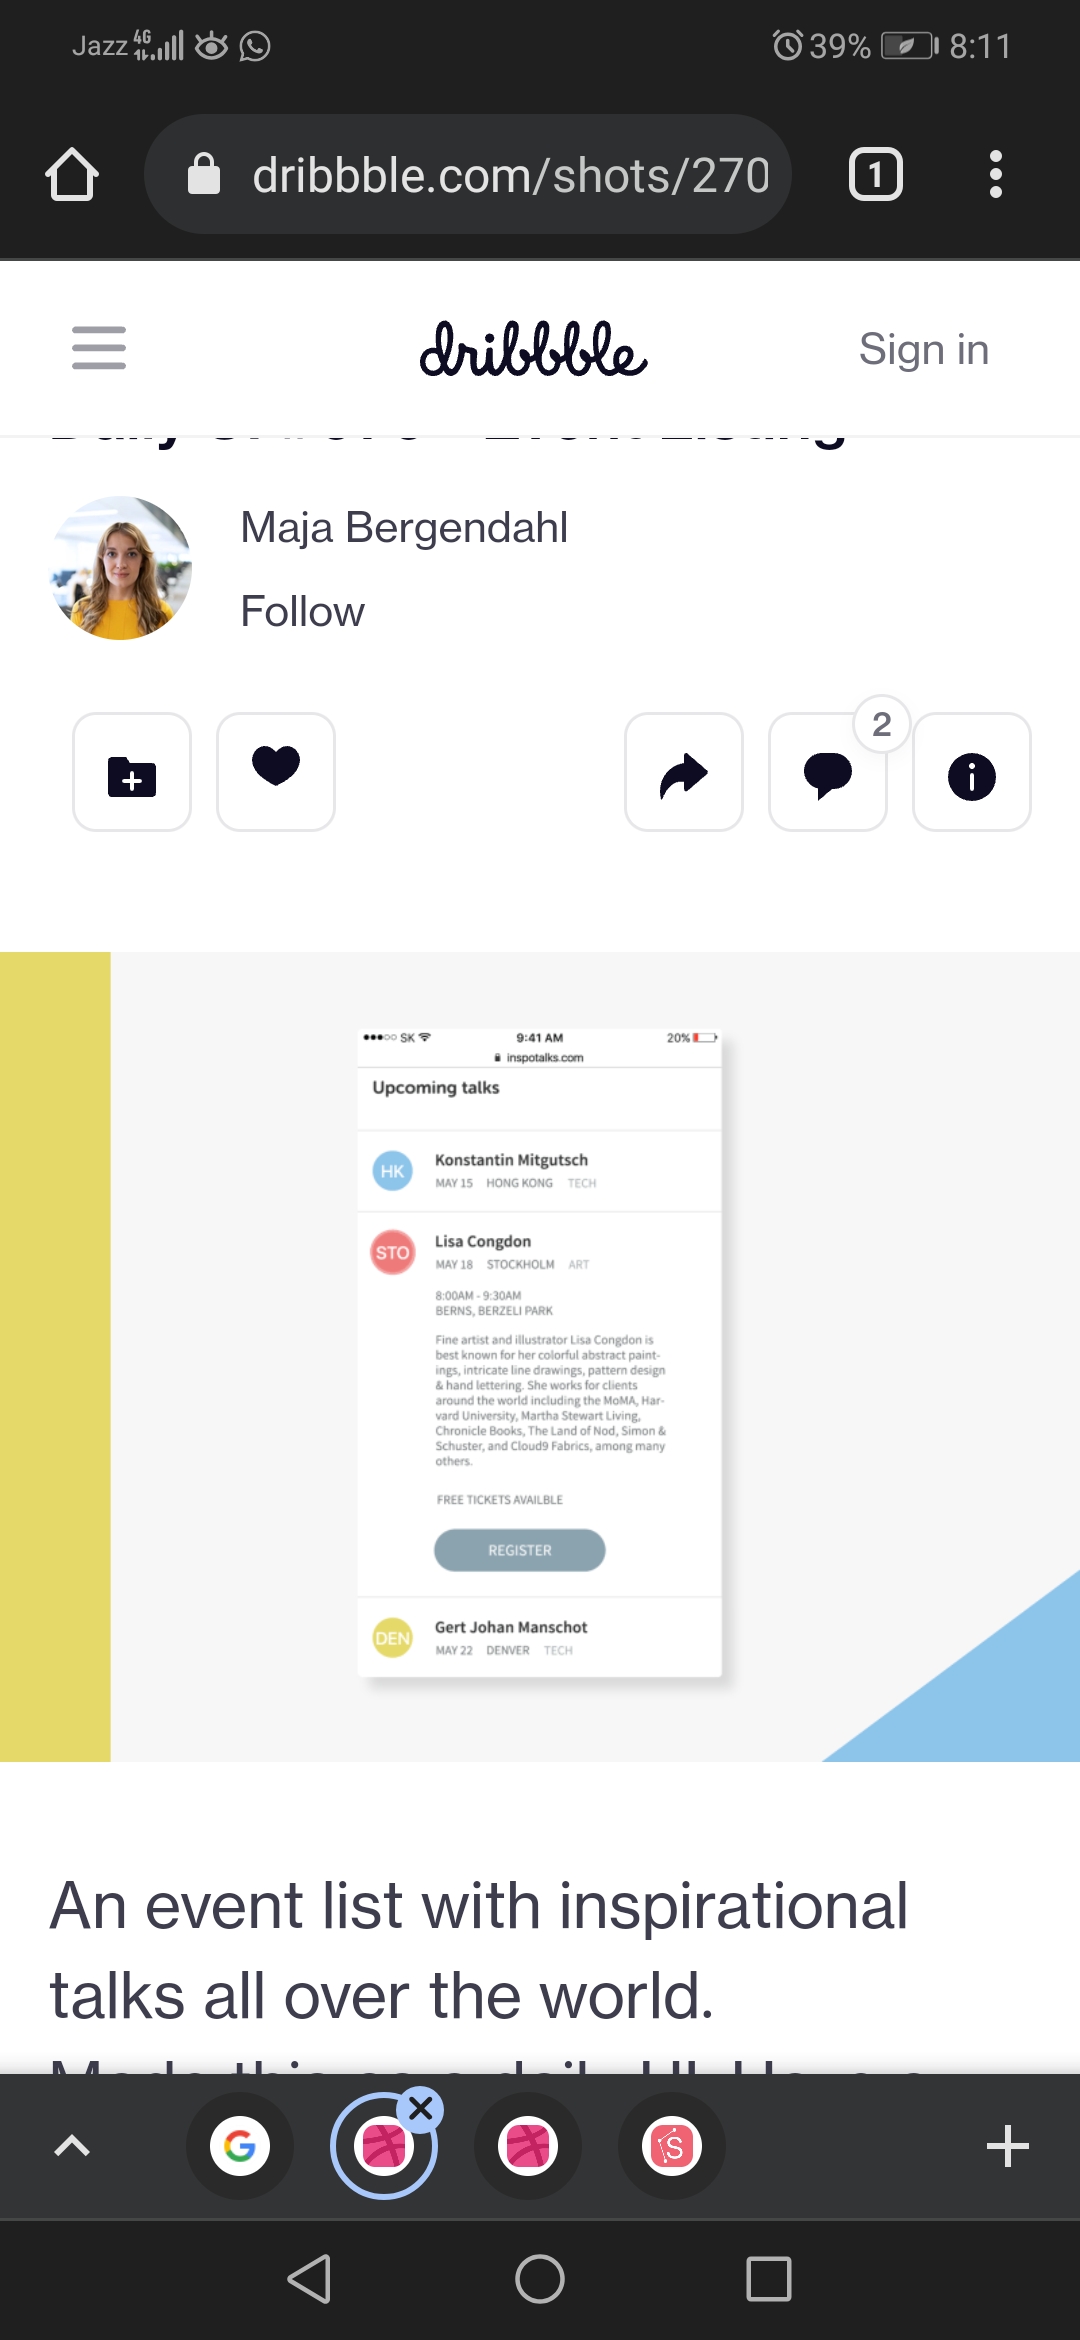 Jazz 4G 39% 8:11
dribbble.com/shots/270 1
dribbble Sign in
Maja Bergendahl
Follow
2
SK 9:41 AM 20%
inspotalks.com
Upcoming talks
HK Konstantin Mitgutsch
MAY 15 HONG KONG TECH
STO Lisa Congdon
MAY 18 STOCKHOLM ART
8:00AM - 9:30AM
BERNS, BERZELI PARK
Fine artist and illustrator Lisa Congdon is
best known for her colorful abstract paint-
ings, intricate line drawings, pattern design
& hand lettering. She works for clients
around the world including the MoMA, Har-
vard University, Martha Stewart Living,
Chronicle Books, The Land of Nod, Simon &
Schuster, and Cloud9 Fabrics, among many
others.
FREE TICKETS AVAILBLE
REGISTER
DEN Gert Johan Manschot
MAY 22 DENVER TECH
An event list with inspirational
talks all over the world.